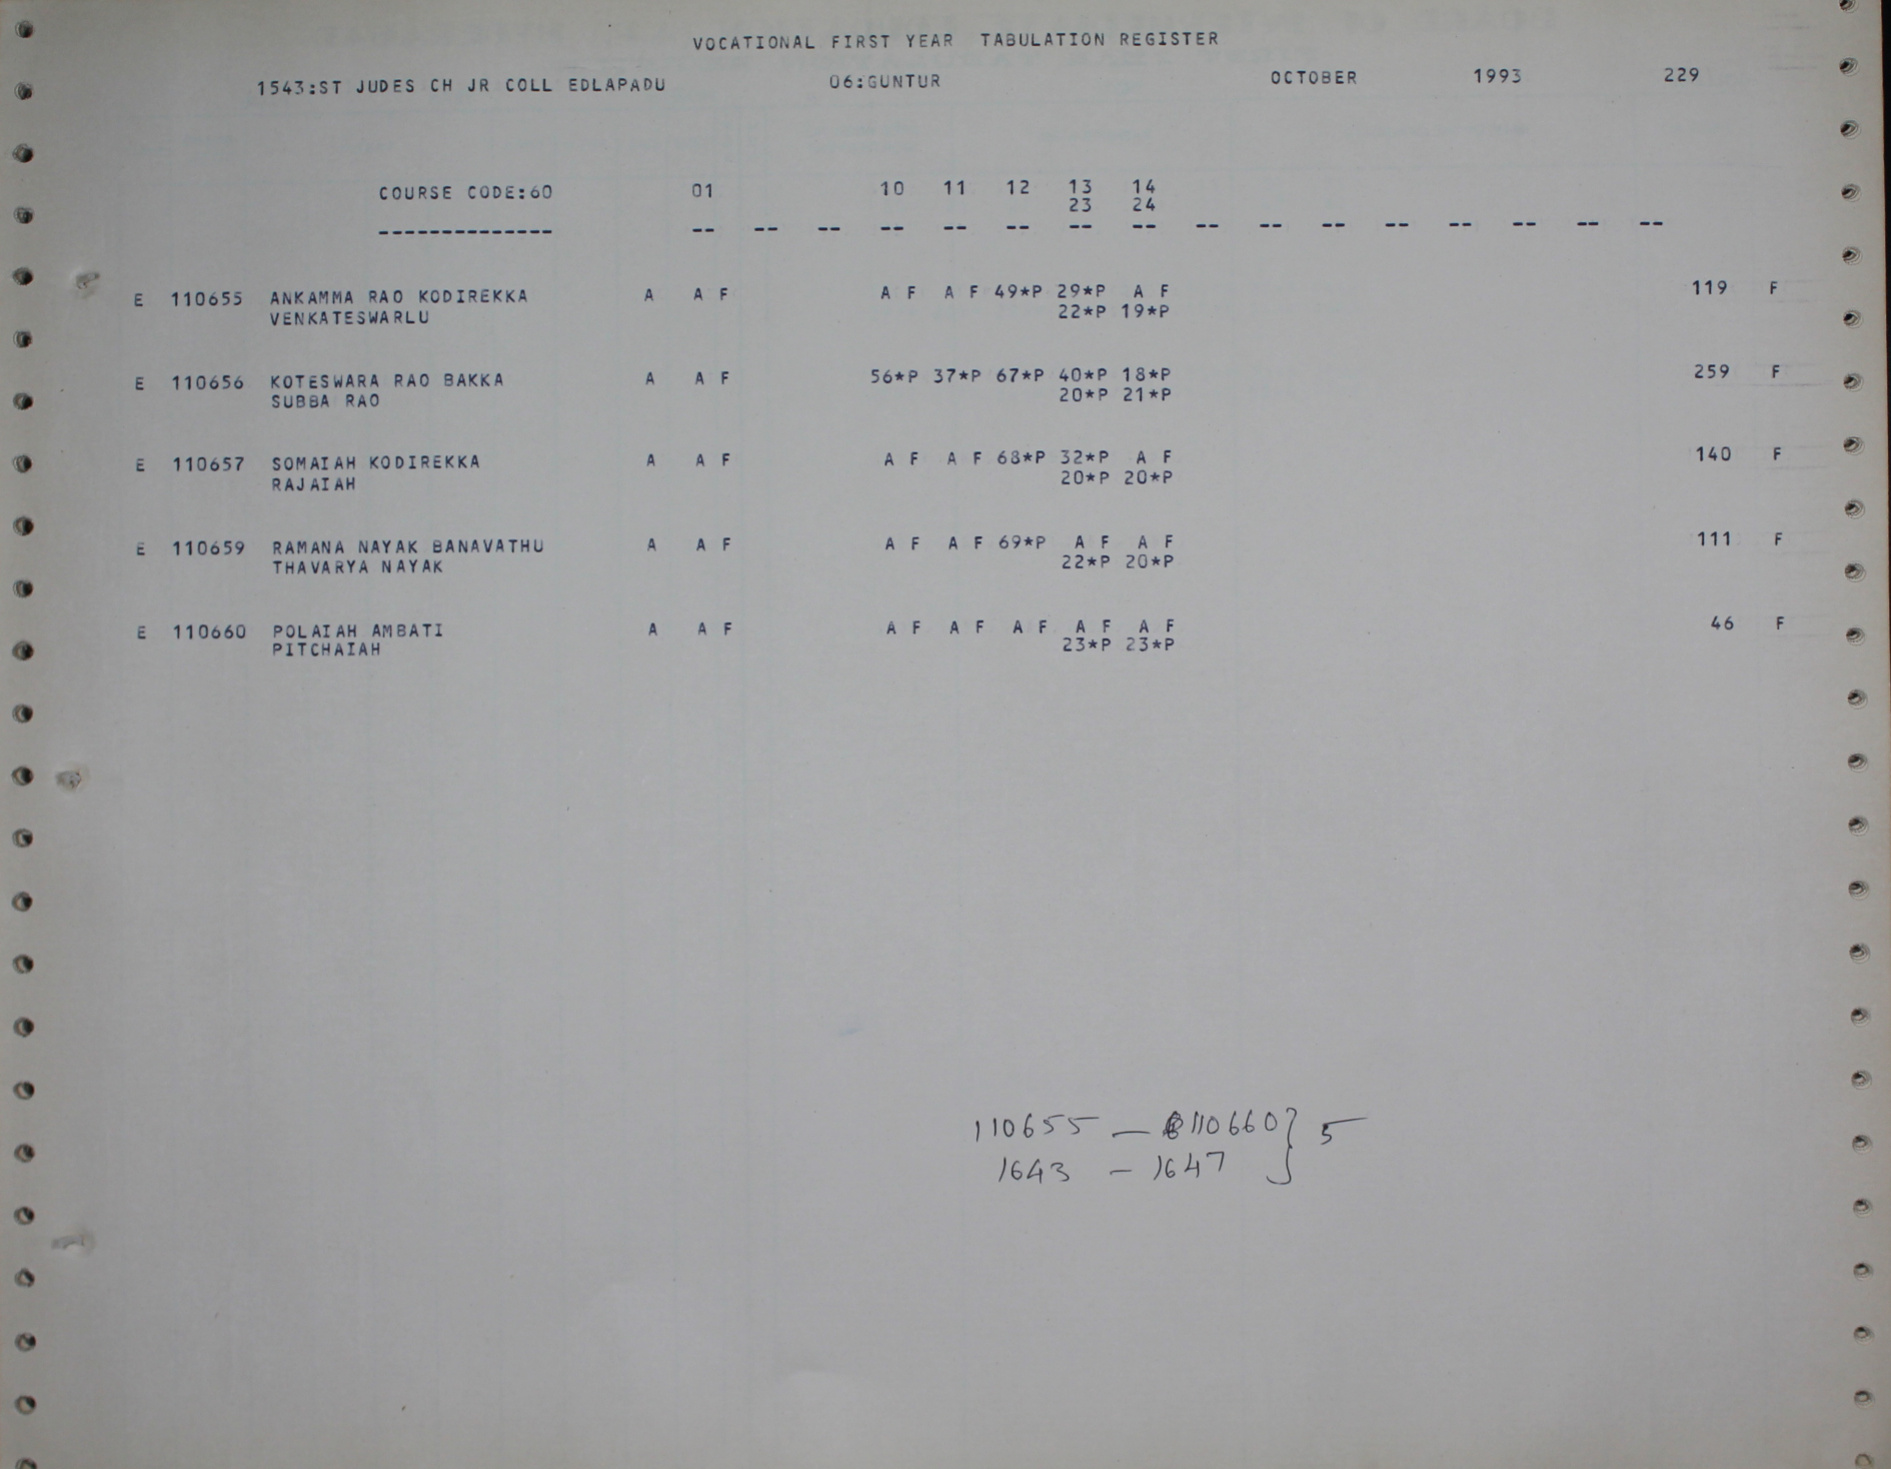 VOCATIONAL FIRST YEAR TABULATION REGISTER
1543:ST JUDES CH JR COLL EDLAPADU 06:GUNTUR OCTOBER 1993 229
COURSE CODE:60 01 10 11 12 13 14
23 24
-------------- -- -- -- -- -- -- -- -- -- -- -- -- -- -- -- --
E 110655 ANKAMMA RAO KODIREKKA A A F A F A F 49*P 29*P A F 119 F
VENKATESWARLU 22*P 19*P
E 110656 KOTESWARA RAO BAKKA A A F 56*P 37*P 67*P 40*P 18*P 259 F
SUBBA RAO 20*P 21*P
E 110657 SOMAIAH KODIREKKA A A F A F A F 68*P 32*P A F 140 F
RAJAIAH 20*P 20*P
E 110659 RAMANA NAYAK BANAVATHU A A F A F A F 69*P A F A F 111 F
THAVARYA NAYAK 22*P 20*P
E 110660 POLAIAH AMBATI A A F A F A F A F A F A F 46 F
PITCHAIAH 23*P 23*P
110655 — 110660 } 5
1643 — 1647